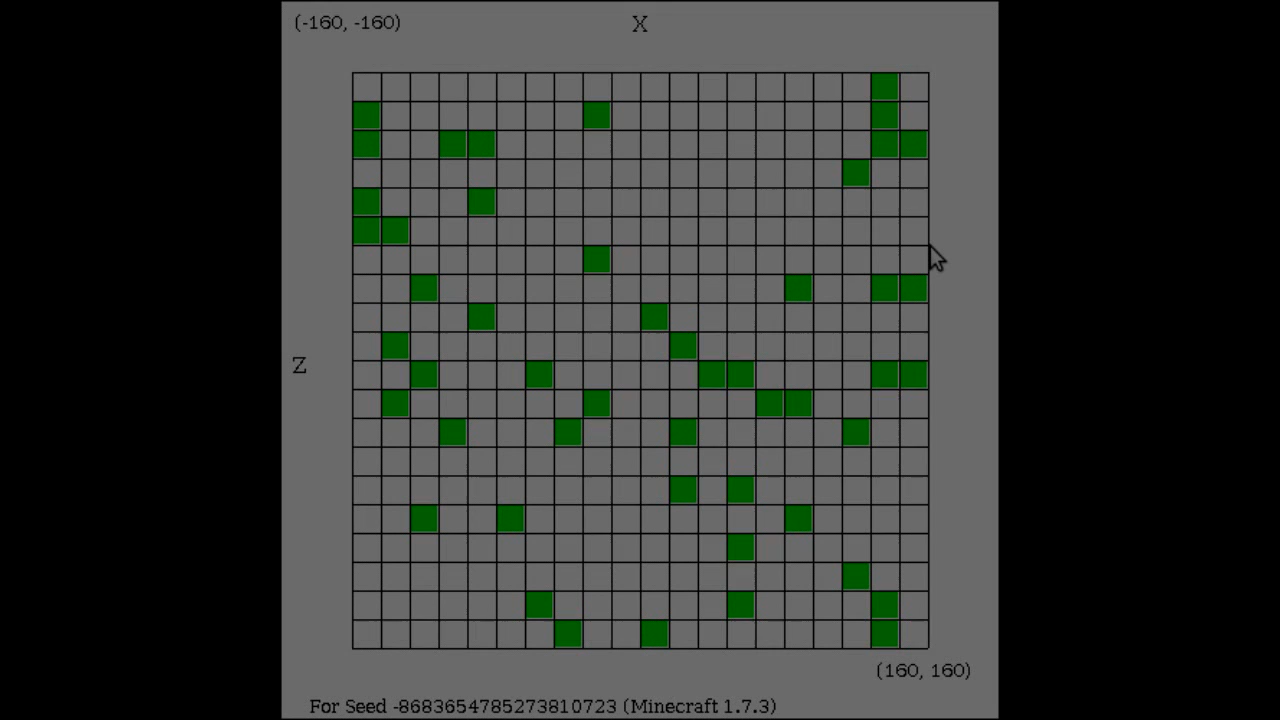 (-160, -160)
X
Z
(160, 160)
For Seed -8683654785273810723 (Minecraft 1.7.3)